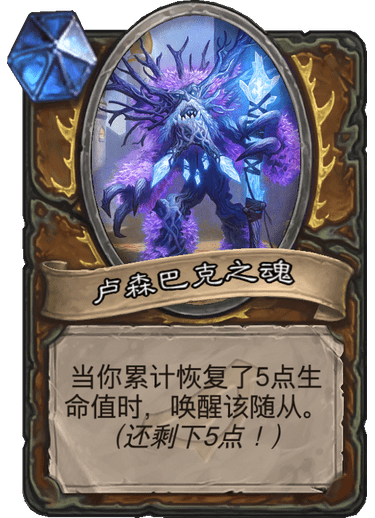 卢森巴克之魂
当你累计恢复了5点生
命值时，唤醒该随从。
（还剩下5点！）